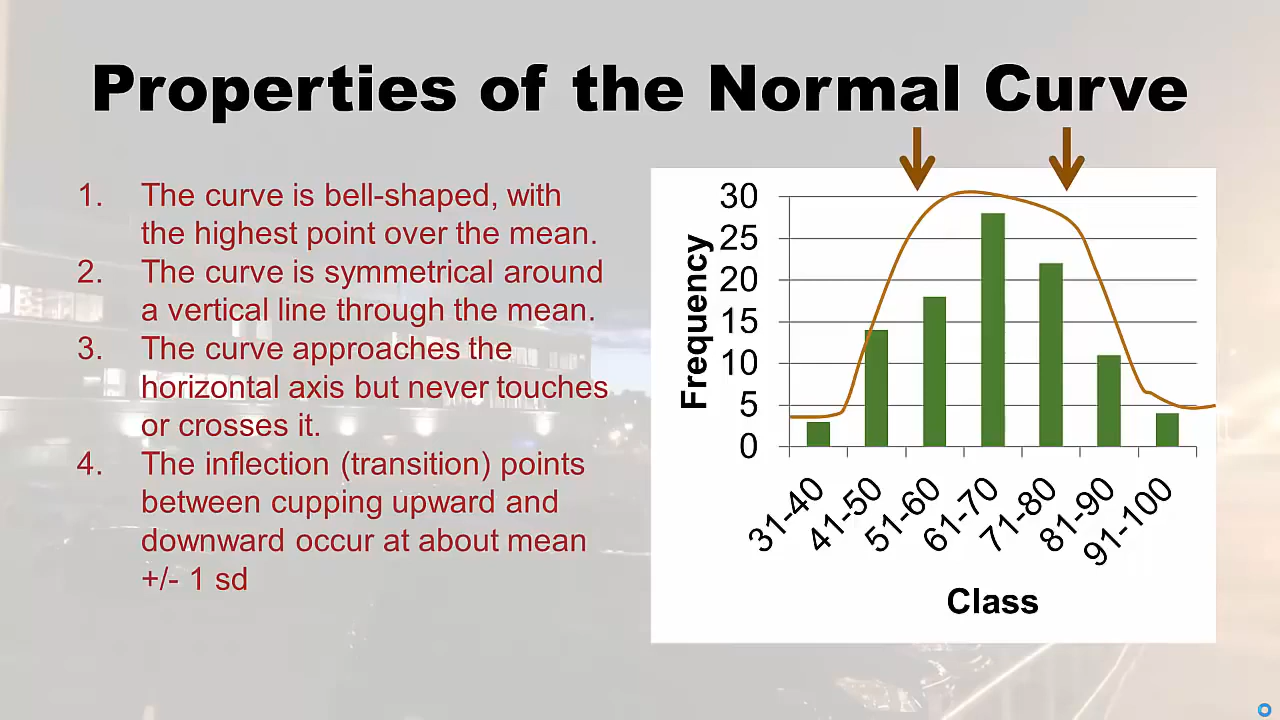 Properties of the Normal Curve
1. The curve is bell-shaped, with
the highest point over the mean.
2. The curve is symmetrical around
a vertical line through the mean.
3. The curve approaches the
horizontal axis but never touches
or crosses it.
4. The inflection (transition) points
between cupping upward and
downward occur at about mean
+/- 1 sd
Frequency
30
25
20
15
10
5
0
31-40
41-50
51-60
61-70
71-80
81-90
91-100
Class